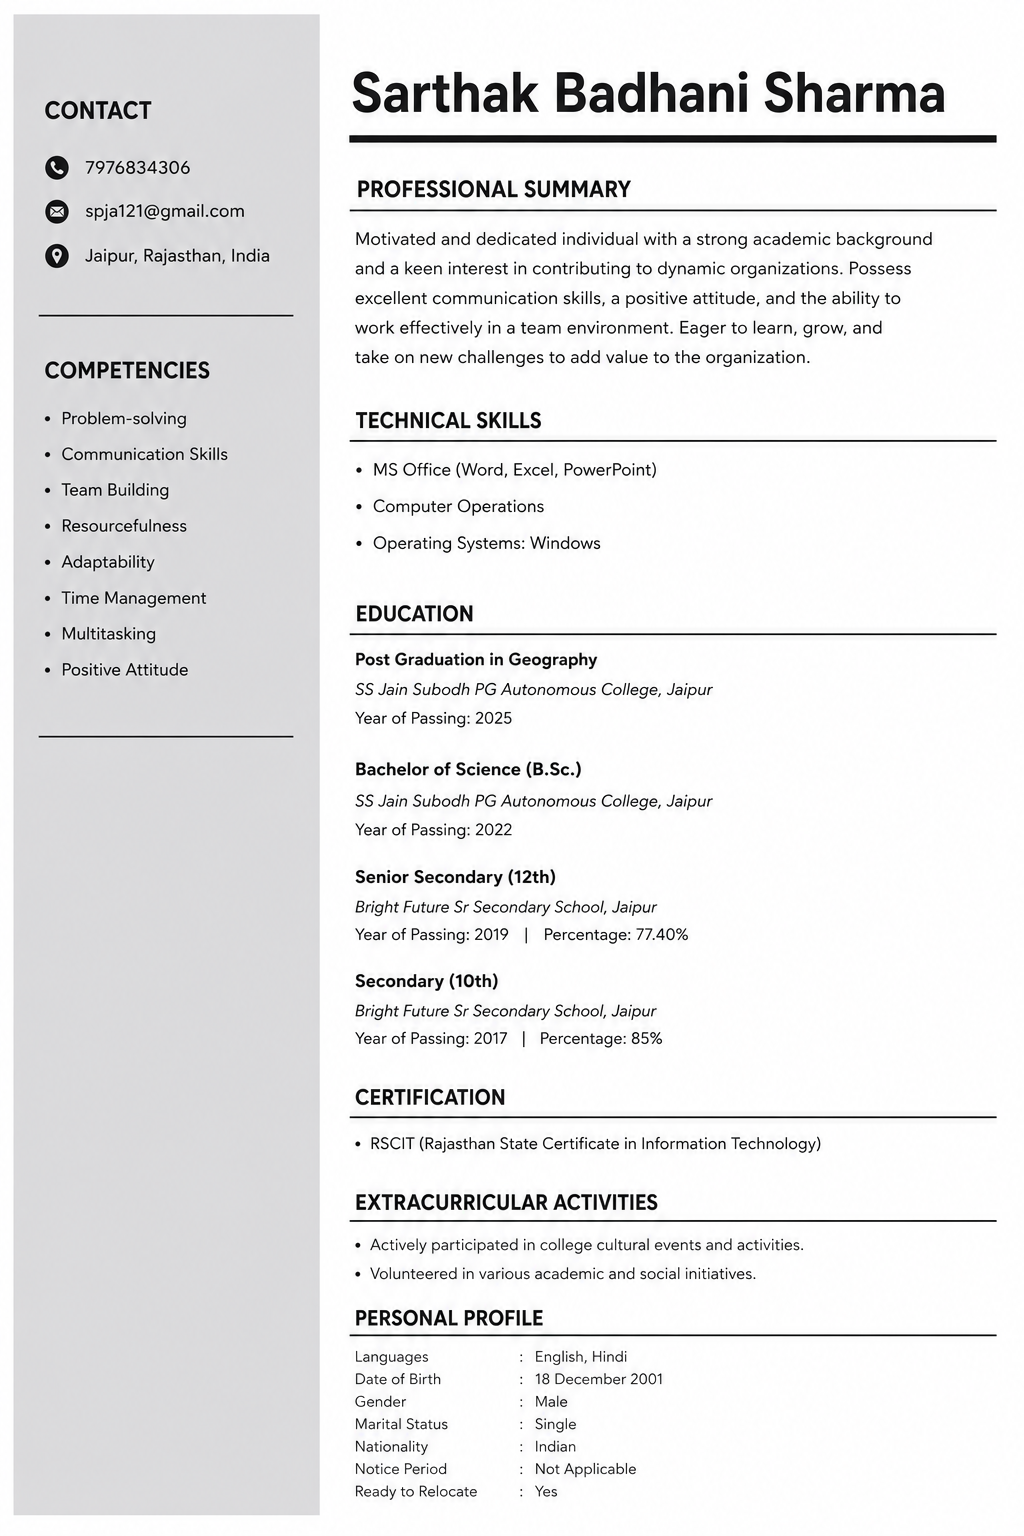 Sarthak Badhani Sharma
CONTACT
7976834306
spja121@gmail.com
Jaipur, Rajasthan, India
COMPETENCIES
• Problem-solving
• Communication Skills
• Team Building
• Resourcefulness
• Adaptability
• Time Management
• Multitasking
• Positive Attitude
PROFESSIONAL SUMMARY
Motivated and dedicated individual with a strong academic background
and a keen interest in contributing to dynamic organizations. Possess
excellent communication skills, a positive attitude, and the ability to
work effectively in a team environment. Eager to learn, grow, and
take on new challenges to add value to the organization.
TECHNICAL SKILLS
• MS Office (Word, Excel, PowerPoint)
• Computer Operations
• Operating Systems: Windows
EDUCATION
Post Graduation in Geography
SS Jain Subodh PG Autonomous College, Jaipur
Year of Passing: 2025
Bachelor of Science (B.Sc.)
SS Jain Subodh PG Autonomous College, Jaipur
Year of Passing: 2022
Senior Secondary (12th)
Bright Future Sr Secondary School, Jaipur
Year of Passing: 2019 | Percentage: 77.40%
Secondary (10th)
Bright Future Sr Secondary School, Jaipur
Year of Passing: 2017 | Percentage: 85%
CERTIFICATION
• RSCIT (Rajasthan State Certificate in Information Technology)
EXTRACURRICULAR ACTIVITIES
• Actively participated in college cultural events and activities.
• Volunteered in various academic and social initiatives.
PERSONAL PROFILE
Languages : English, Hindi
Date of Birth : 18 December 2001
Gender : Male
Marital Status : Single
Nationality : Indian
Notice Period : Not Applicable
Ready to Relocate : Yes